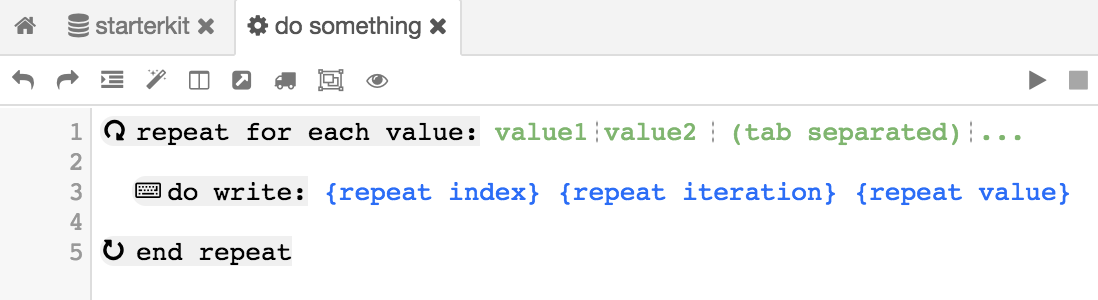 starterkit do something
1 repeat for each value: value1 value2 (tab separated) ...
2
3 do write: {repeat index} {repeat iteration} {repeat value}
4
5 end repeat